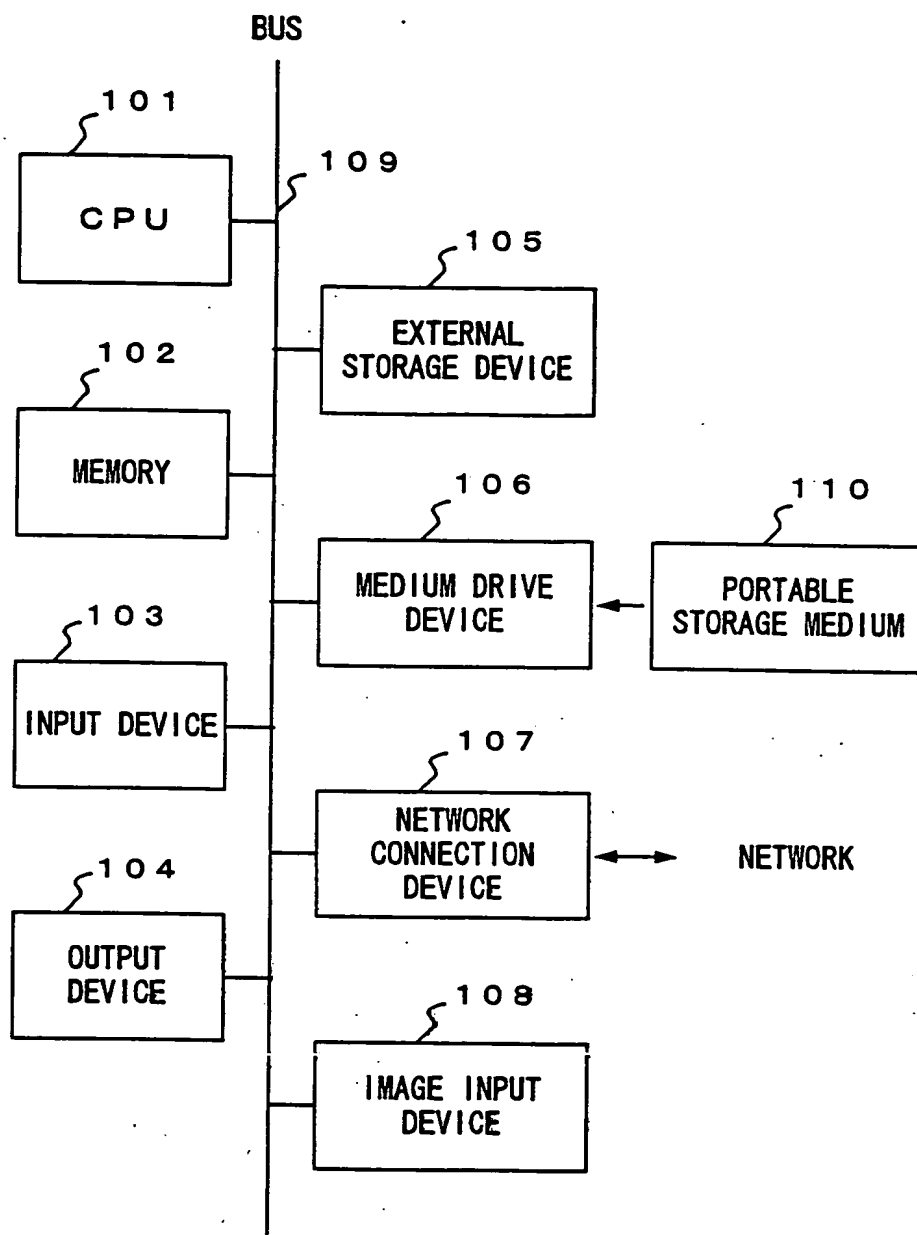 BUS
101
109
CPU
105
EXTERNAL
STORAGE DEVICE
102
MEMORY
106
110
MEDIUM DRIVE
DEVICE
PORTABLE
STORAGE MEDIUM
103
INPUT DEVICE
107
NETWORK
CONNECTION
DEVICE
NETWORK
104
OUTPUT
DEVICE
108
IMAGE INPUT
DEVICE